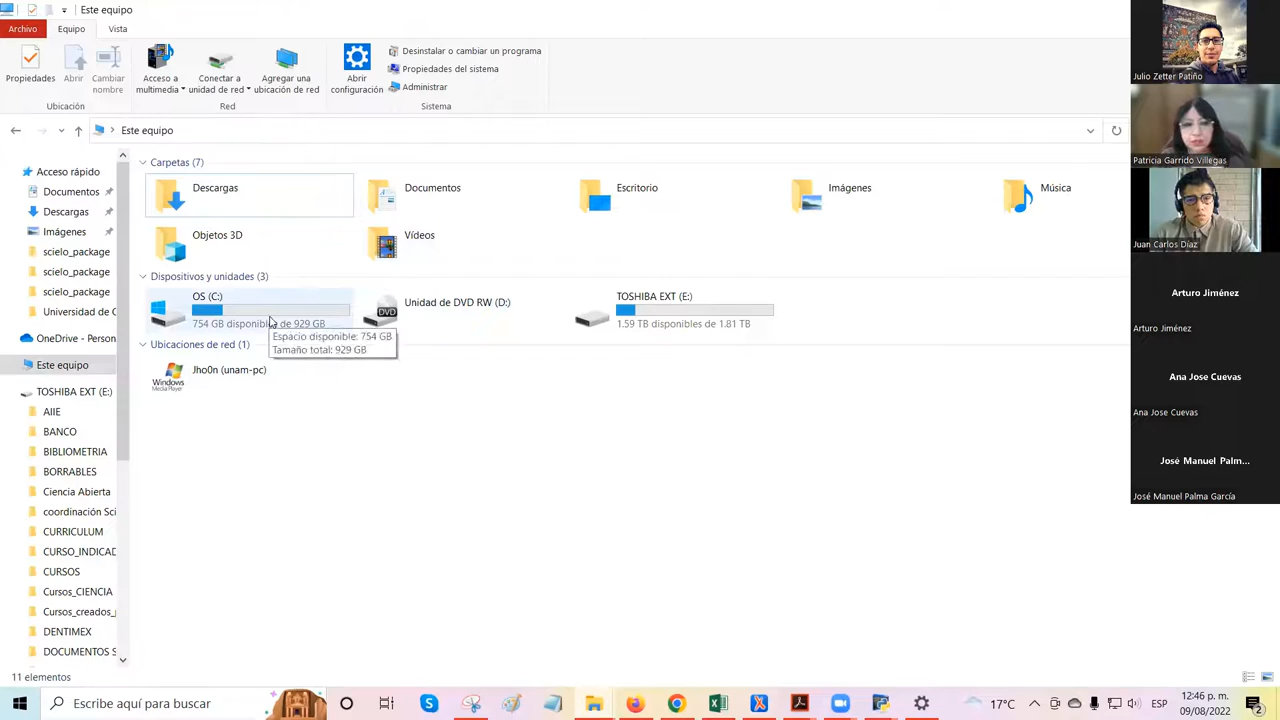 Este equipo
Archivo
Equipo
Vista
Propiedades
Abrir
Cambiar
nombre
Ubicación
Acceso a
multimedia
Conectar a
unidad de red
Agregar una
ubicación de red
Red
Abrir
configuración
Desinstalar o cambiar un programa
Propiedades del sistema
Administrar
Sistema
Este equipo
Acceso rápido
Documentos
Descargas
Imágenes
scielo_package
scielo_package
scielo_package
Universidad de C
OneDrive - Person
Este equipo
TOSHIBA EXT (E:)
AIIE
BANCO
BIBLIOMETRIA
BORRABLES
Ciencia Abierta
coordinación Sci
CURRICULUM
CURSO_INDICAD
CURSOS
Cursos_CIENCIA
Cursos_creados_p
DENTIMEX
DOCUMENTOS S
Carpetas (7)
Descargas
Documentos
Escritorio
Imágenes
Música
Objetos 3D
Vídeos
Dispositivos y unidades (3)
OS (C:)
754 GB disponibles de 929 GB
Unidad de DVD RW (D:)
DVD
TOSHIBA EXT (E:)
1.59 TB disponibles de 1.81 TB
Espacio disponible: 754 GB
Tamaño total: 929 GB
Ubicaciones de red (1)
Jho0n (unam-pc)
Windows
Media Player
11 elementos
Julio Zetter Patiño
Patricia Garrido Villegas
Juan Carlos Díaz
Arturo Jiménez
Arturo Jiménez
Ana Jose Cuevas
Ana Jose Cuevas
José Manuel Palm...
José Manuel Palma García
Escribe aquí para buscar
17°C
ESP
12:46 p. m.
09/08/2022
2